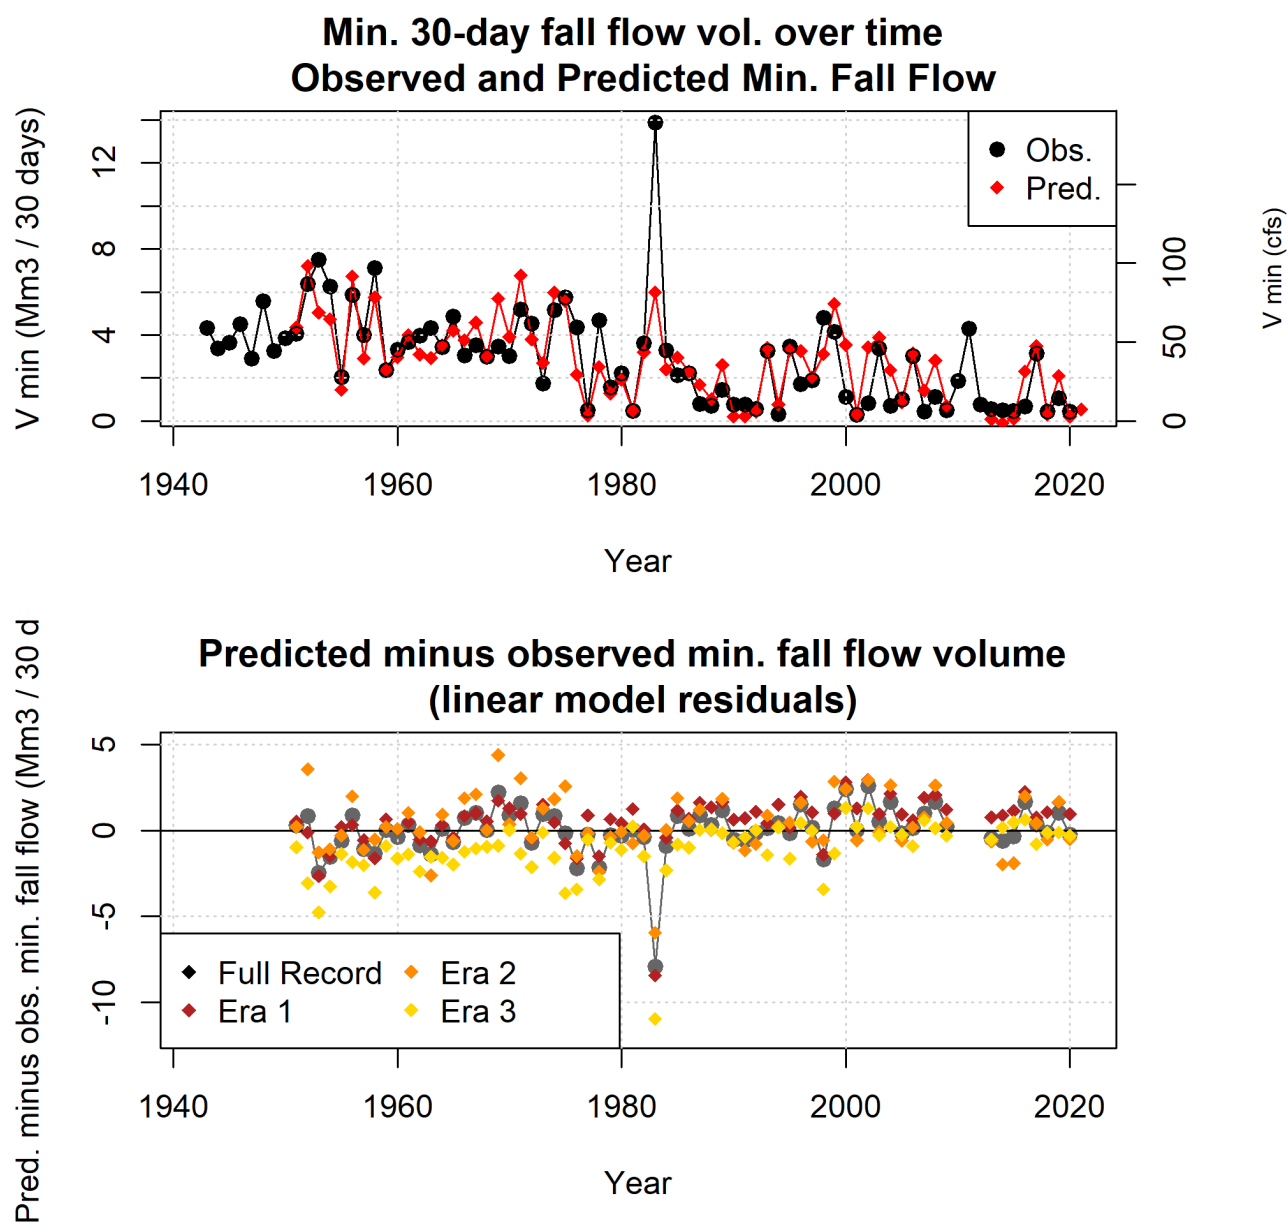 Min. 30-day fall flow vol. over time
Observed and Predicted Min. Fall Flow
V min (Mm3 / 30 days)
12
8
4
0
Obs.
Pred.
100
50
0
V min (cfs)
1940 1960 1980 2000 2020
Year
Predicted minus observed min. fall flow volume
(linear model residuals)
Pred. minus obs. min. fall flow (Mm3 / 30 d
5
0
-5
-10
Full Record Era 2
Era 1 Era 3
1940 1960 1980 2000 2020
Year